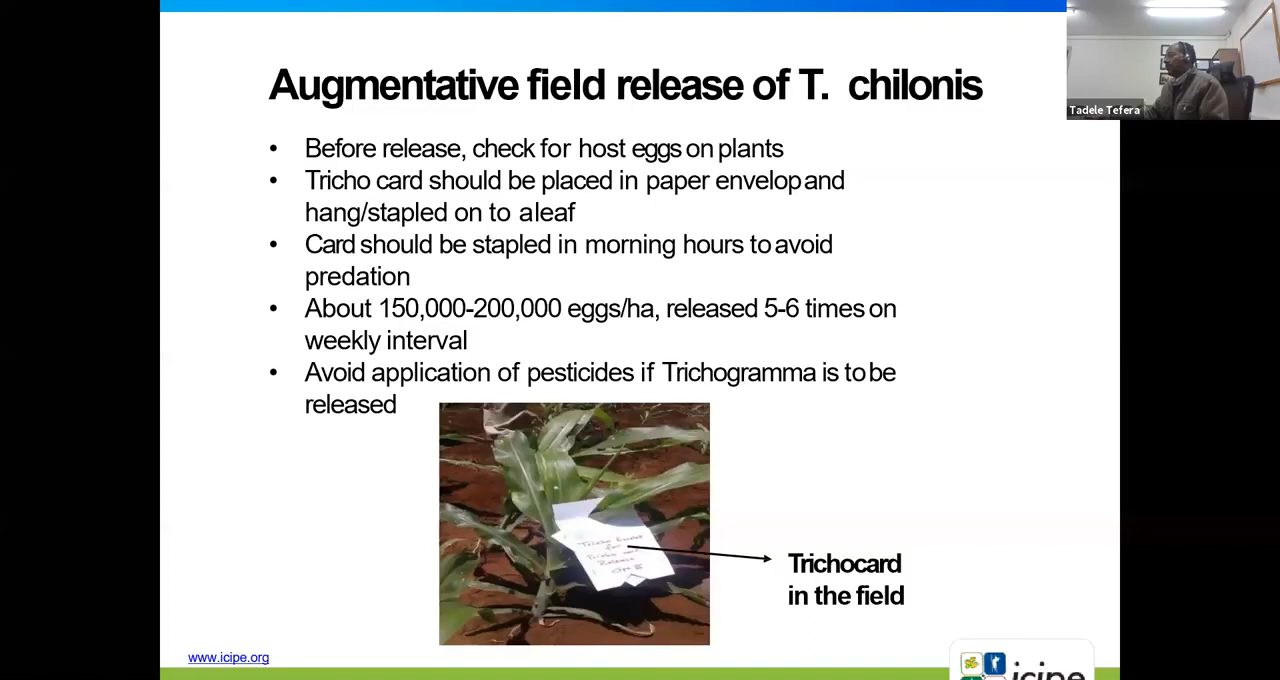 Tadele Tefera
Augmentative field release of T. chilonis
• Before release, check for host eggs on plants
• Tricho card should be placed in paper envelop and
hang/stapled on to aleaf
• Card should be stapled in morning hours to avoid
predation
• About 150,000-200,000 eggs/ha, released 5-6 times on
weekly interval
• Avoid application of pesticides if Trichogramma is to be
released
Release
Trichocard
in the field
www.icipe.org
icipe